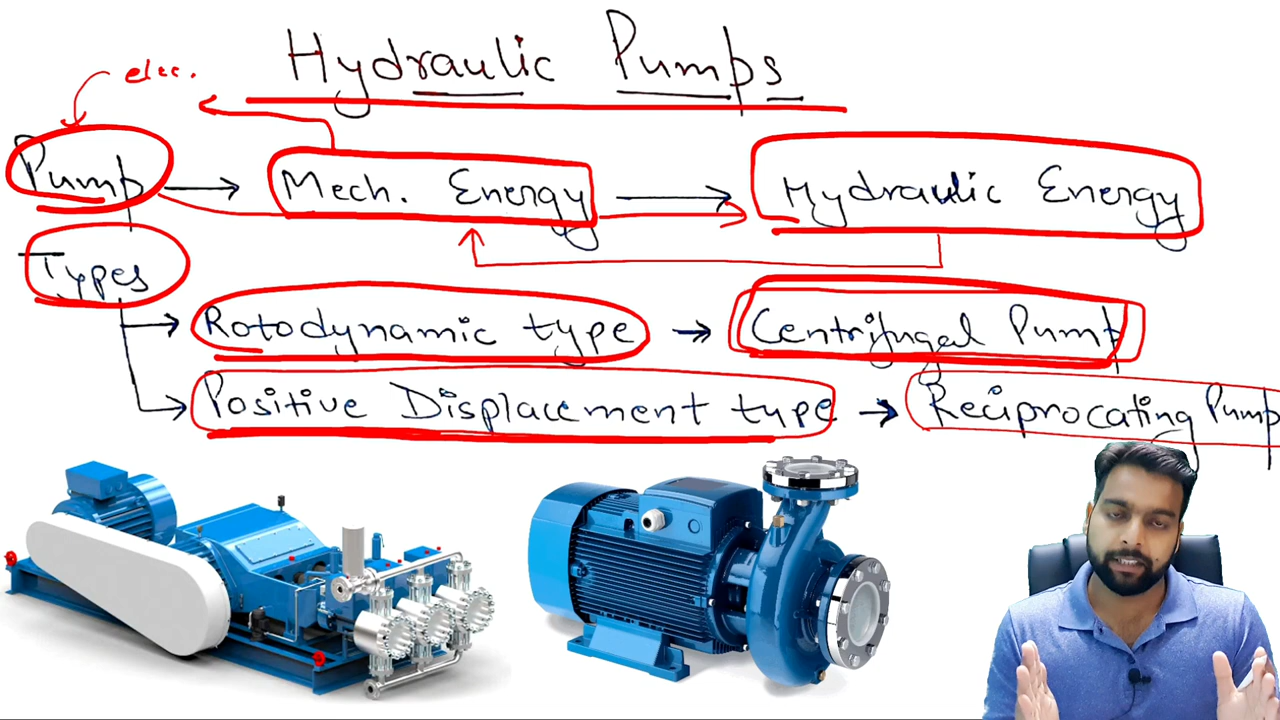 Hydraulic Pumps
elec.
Pump → Mech. Energy → Hydraulic Energy
Types
→ Rotodynamic type → Centrifugal Pump
→ Positive Displacement type → Reciprocating Pump